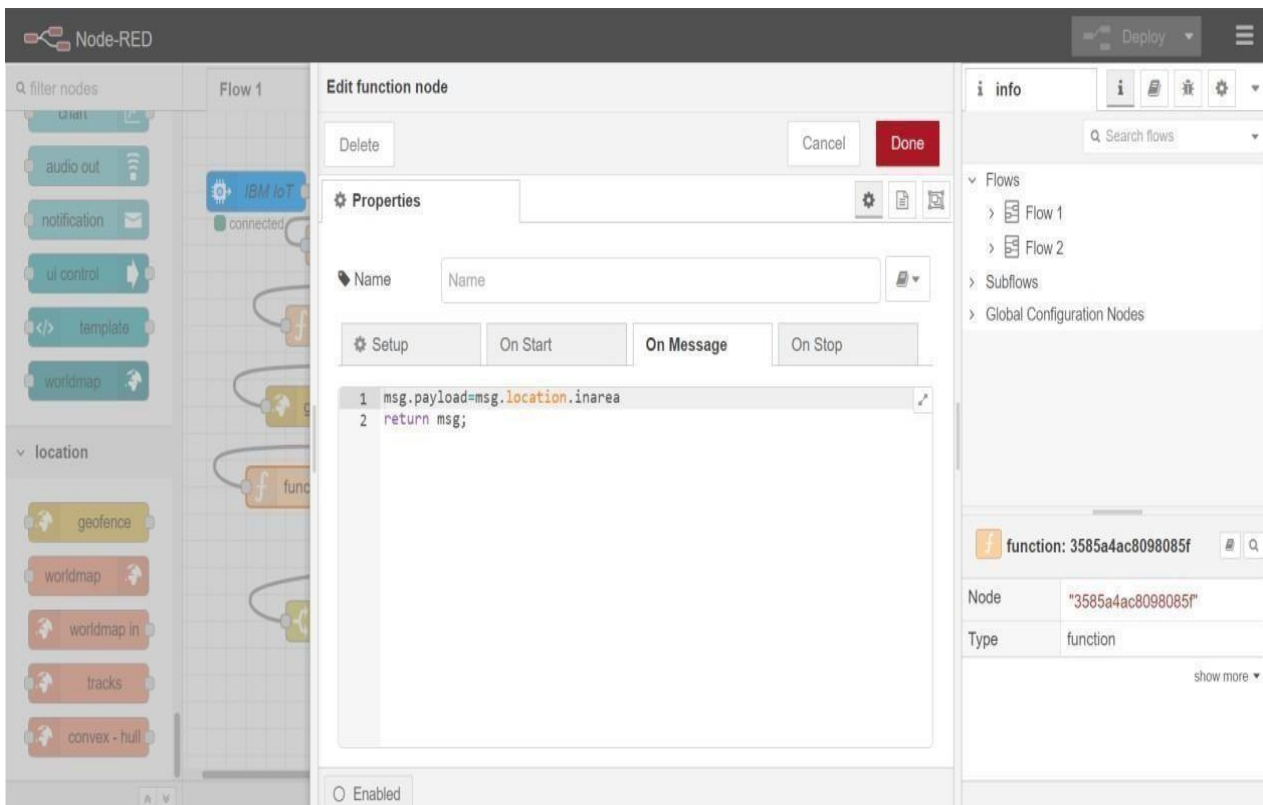 Node-RED
Deploy
filter nodes
chart
audio out
notification
ui control
</> template
worldmap
location
geofence
worldmap
worldmap in
tracks
convex - hull
Flow 1
IBM IoT
connected
f
g
f func
Edit function node
Delete
Cancel
Done
Properties
Name
Name
Setup
On Start
On Message
On Stop
1 msg.payload=msg.location.inarea
2 return msg;
Enabled
i info
i
Search flows
Flows
Flow 1
Flow 2
Subflows
Global Configuration Nodes
f function: 3585a4ac8098085f
Node "3585a4ac8098085f"
Type function
show more